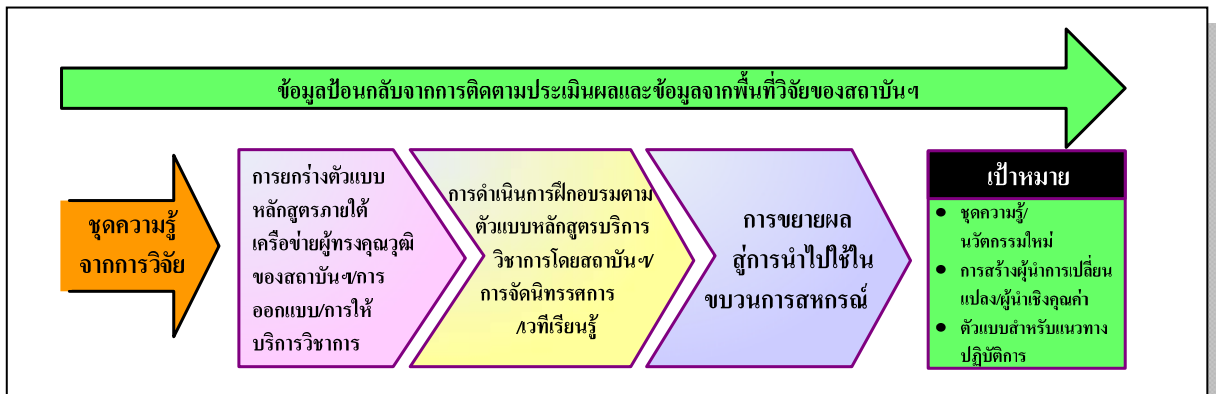 ข้อมูลป้อนกลับจากการติดตามประเมินผลและข้อมูลจากพื้นที่วิจัยของสถาบันฯ
ชุดความรู้
จากการวิจัย
การยกร่างตัวแบบ
หลักสูตรภายใต้
เครือข่ายผู้ทรงคุณวุฒิ
ของสถาบันฯ/การ
ออกแบบ/การให้
บริการวิชาการ
การดำเนินการฝึกอบรมตาม
ตัวแบบหลักสูตรบริการ
วิชาการโดยสถาบันฯ/
การจัดนิทรรศการ
/เวทีเรียนรู้
การขยายผล
สู่การนำไปใช้ใน
ขบวนการสหกรณ์
เป้าหมาย
● ชุดความรู้/
นวัตกรรมใหม่
● การสร้างผู้นำการเปลี่ยน
แปลง/ผู้นำเชิงคุณค่า
● ตัวแบบสำหรับแนวทาง
ปฏิบัติการ